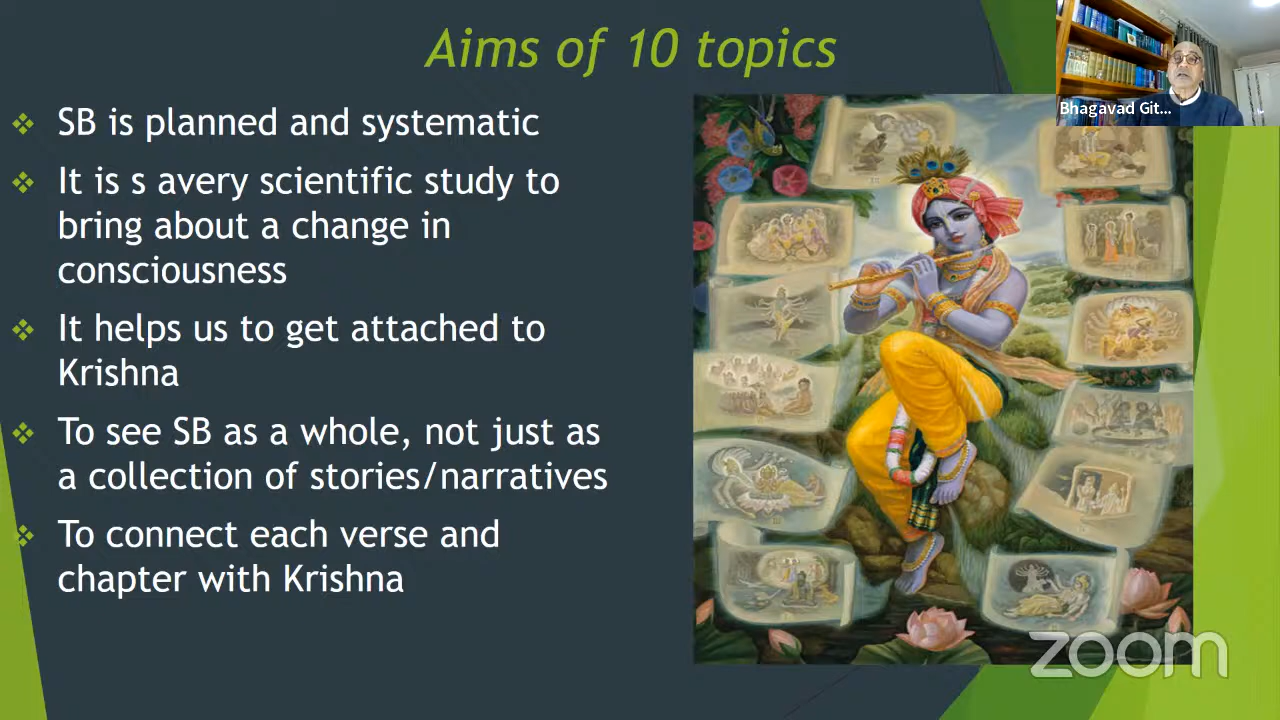 Aims of 10 topics
Bhagavad Git...
SB is planned and systematic
It is s avery scientific study to
bring about a change in
consciousness
It helps us to get attached to
Krishna
To see SB as a whole, not just as
a collection of stories/narratives
To connect each verse and
chapter with Krishna
zoom